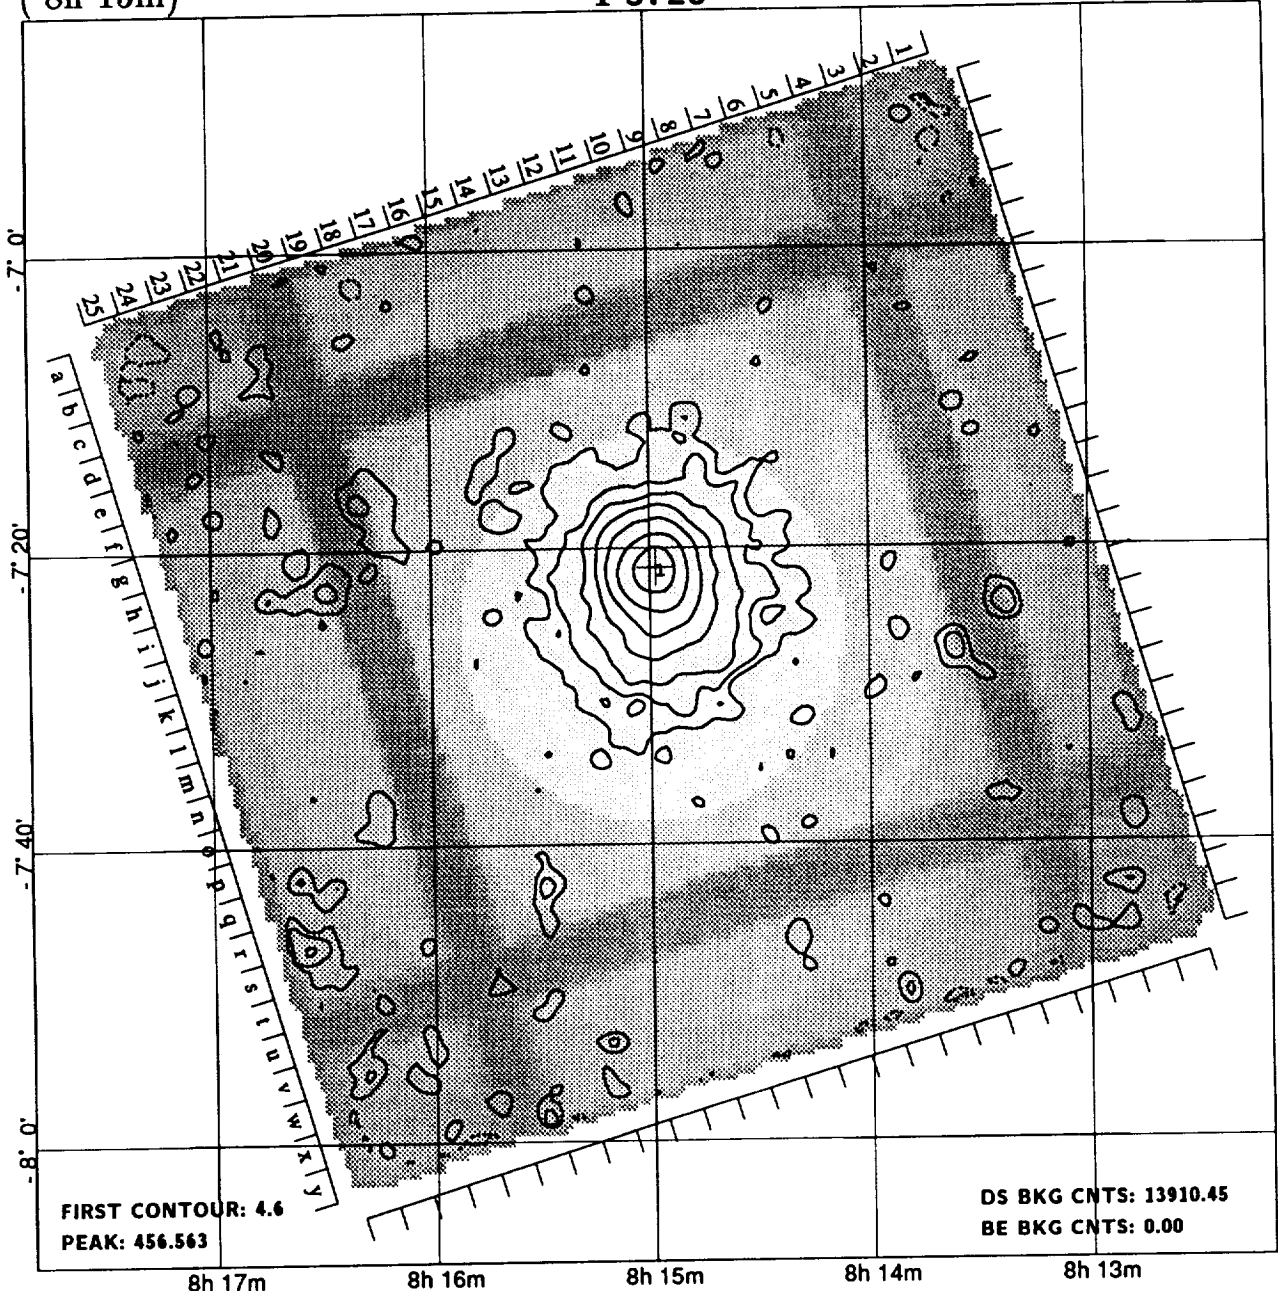 1 2 3 4 5 6 7 8 9 10 11 12 13 14 15 16 17 18 19 20 21 22 23 24 25
a b c d e f g h i j k l m n o p q r s t u v w x y
-7° 0'
-7° 20'
-7° 40'
-8° 0'
1
FIRST CONTOUR: 4.6
PEAK: 456.563
DS BKG CNTS: 13910.45
BE BKG CNTS: 0.00
8h 17m 8h 16m 8h 15m 8h 14m 8h 13m